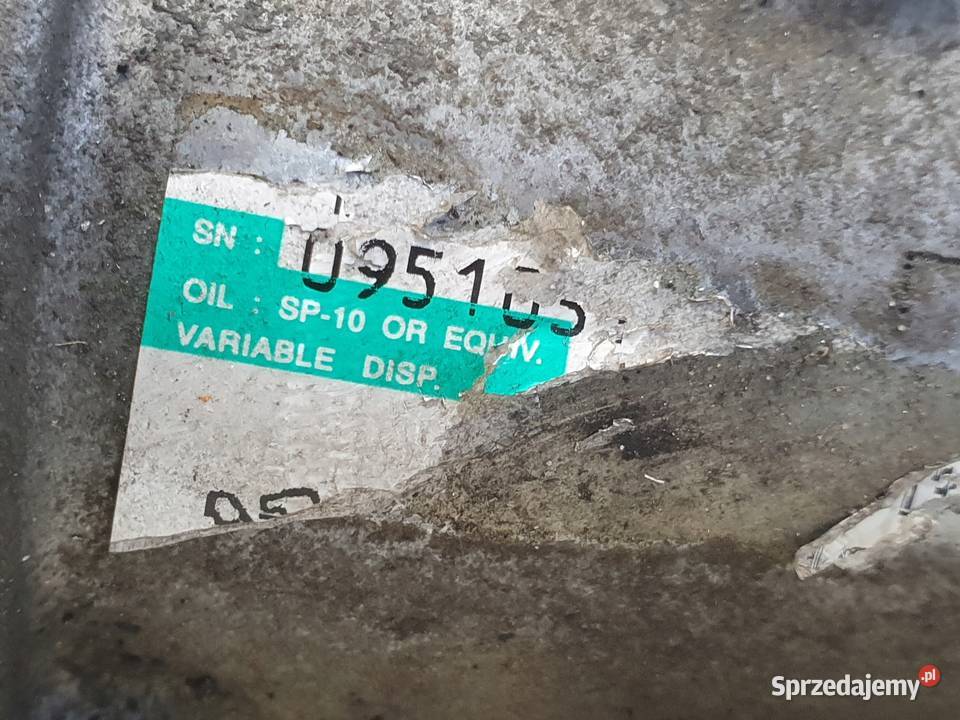 SN :
OIL : SP-10 OR EQUIV.
VARIABLE DISP.
Sprzedajemy.pl